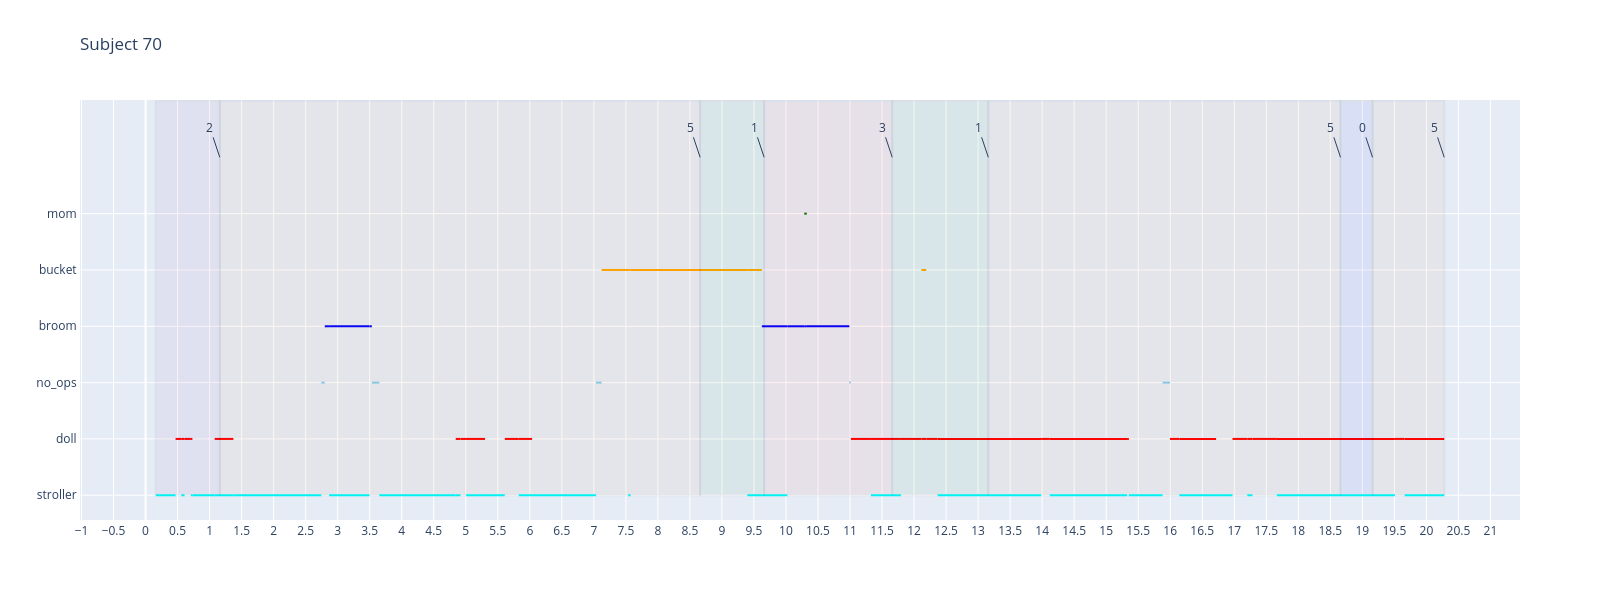 Subject 70
2 5 1 3 1 5 0 5
mom
bucket
broom
no_ops
doll
stroller
−1 −0.5 0 0.5 1 1.5 2 2.5 3 3.5 4 4.5 5 5.5 6 6.5 7 7.5 8 8.5 9 9.5 10 10.5 11 11.5 12 12.5 13 13.5 14 14.5 15 15.5 16 16.5 17 17.5 18 18.5 19 19.5 20 20.5 21